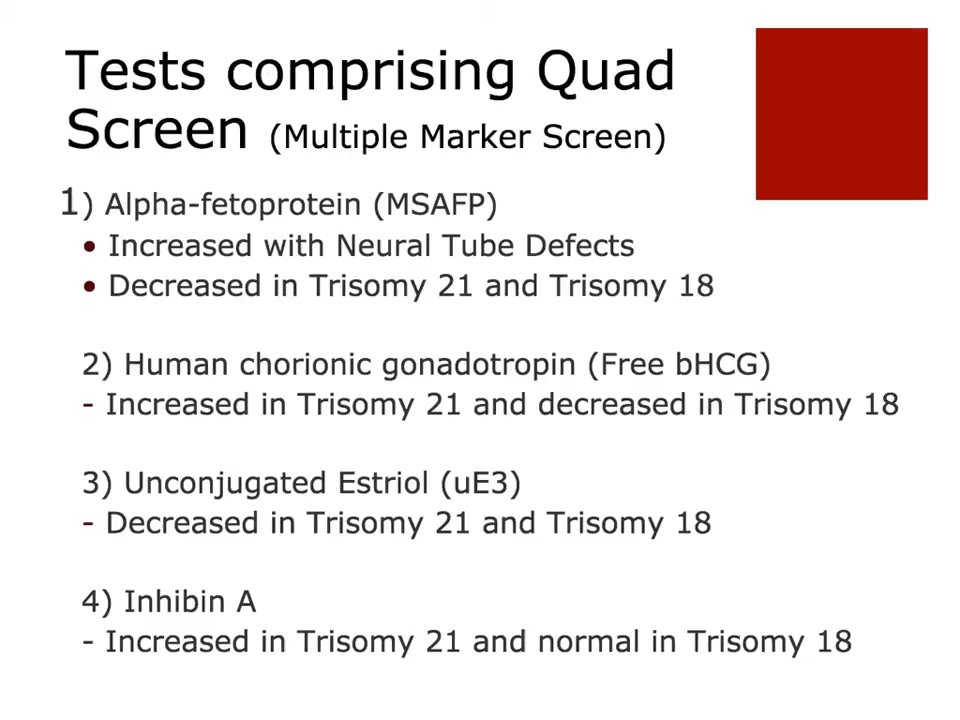 Tests comprising Quad
Screen (Multiple Marker Screen)
1) Alpha-fetoprotein (MSAFP)
• Increased with Neural Tube Defects
• Decreased in Trisomy 21 and Trisomy 18
2) Human chorionic gonadotropin (Free bHCG)
- Increased in Trisomy 21 and decreased in Trisomy 18
3) Unconjugated Estriol (uE3)
- Decreased in Trisomy 21 and Trisomy 18
4) Inhibin A
- Increased in Trisomy 21 and normal in Trisomy 18